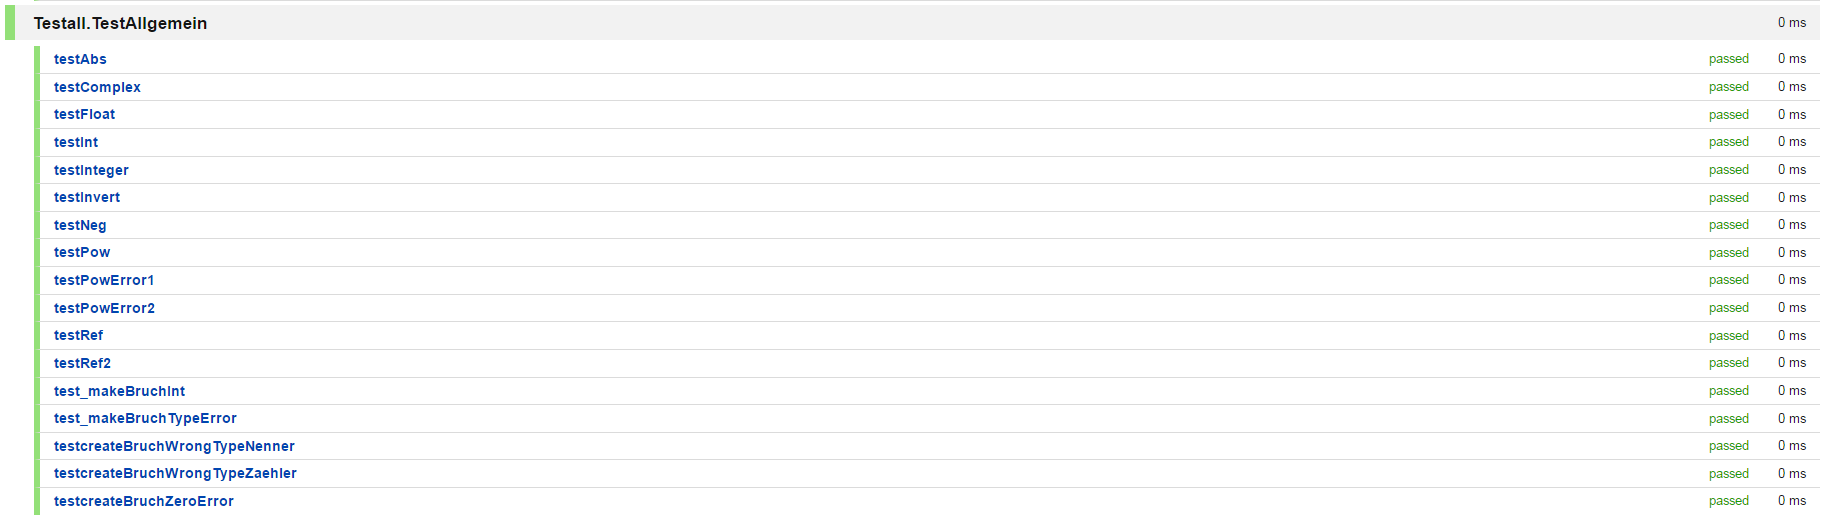 Testall.TestAllgemein 0 ms
testAbs passed 0 ms
testComplex passed 0 ms
testFloat passed 0 ms
testInt passed 0 ms
testInteger passed 0 ms
testInvert passed 0 ms
testNeg passed 0 ms
testPow passed 0 ms
testPowError1 passed 0 ms
testPowError2 passed 0 ms
testRef passed 0 ms
testRef2 passed 0 ms
test_makeBruchInt passed 0 ms
test_makeBruchTypeError passed 0 ms
testcreateBruchWrongTypeNenner passed 0 ms
testcreateBruchWrongTypeZaehler passed 0 ms
testcreateBruchZeroError passed 0 ms